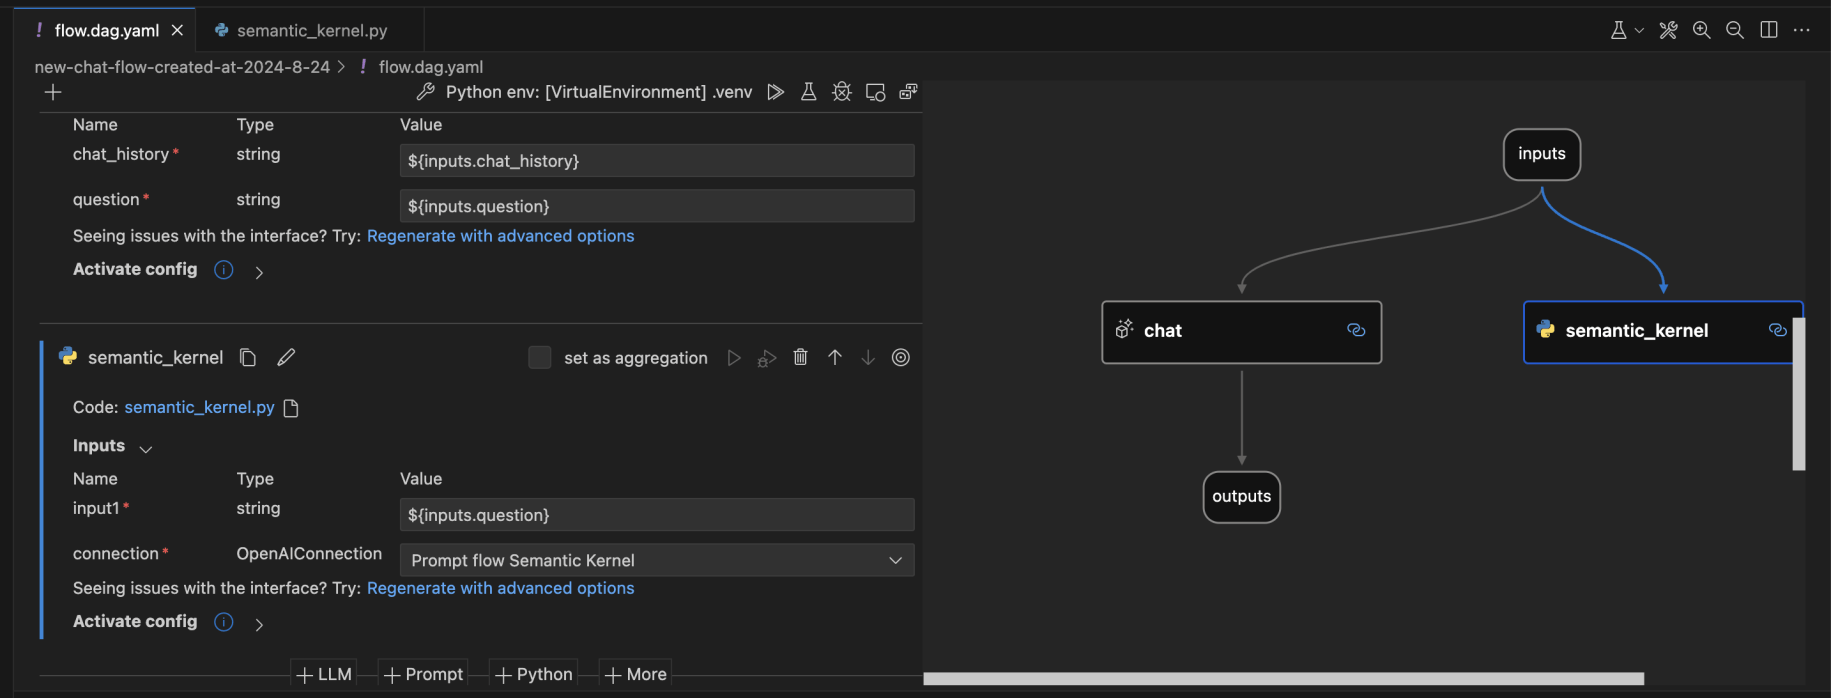 ! flow.dag.yaml
semantic_kernel.py
new-chat-flow-created-at-2024-8-24 > ! flow.dag.yaml
Python env: [VirtualEnvironment] .venv
Name Type Value
chat_history* string ${inputs.chat_history}
question* string ${inputs.question}
Seeing issues with the interface? Try: Regenerate with advanced options
Activate config
semantic_kernel set as aggregation
Code: semantic_kernel.py
Inputs
Name Type Value
input1* string ${inputs.question}
connection* OpenAIConnection Prompt flow Semantic Kernel
Seeing issues with the interface? Try: Regenerate with advanced options
Activate config
+ LLM + Prompt + Python + More
inputs
chat
semantic_kernel
outputs